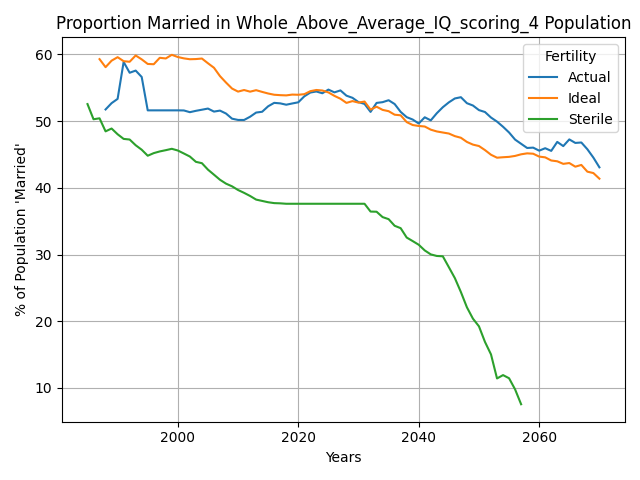 Proportion Married in Whole_Above_Average_IQ_scoring_4 Population
Fertility
Actual
Ideal
Sterile
% of Population 'Married'
60
50
40
30
20
10
2000
2020
2040
2060
Years